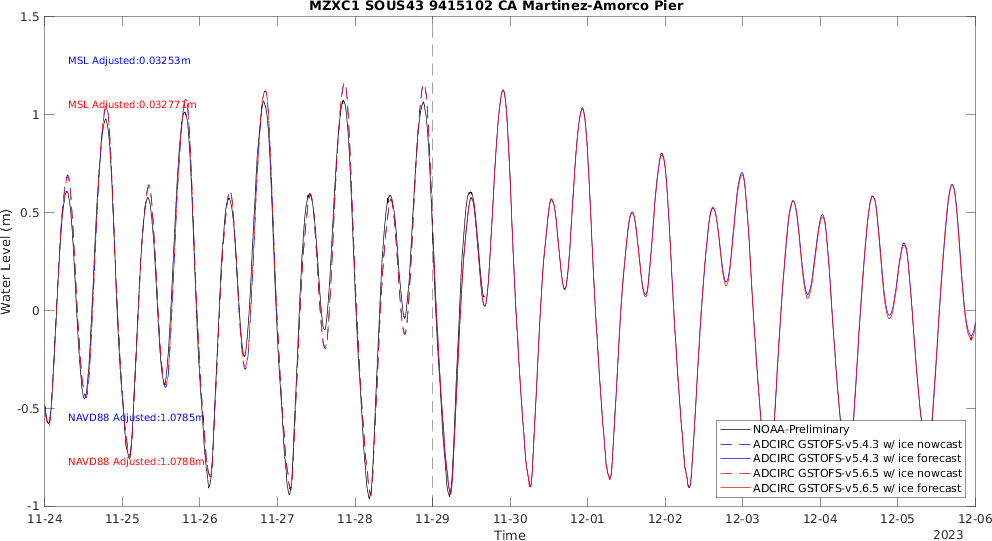 MZXC1 SOUS43 9415102 CA Martinez-Amorco Pier
1.5
1
0.5
0
-0.5
-1
Water Level (m)
MSL Adjusted:0.03253m
MSL Adjusted:0.032771m
NAVD88 Adjusted:1.0785m
NAVD88 Adjusted:1.0788m
NOAA-Preliminary
ADCIRC GSTOFS-v5.4.3 w/ ice nowcast
ADCIRC GSTOFS-v5.4.3 w/ ice forecast
ADCIRC GSTOFS-v5.6.5 w/ ice nowcast
ADCIRC GSTOFS-v5.6.5 w/ ice forecast
11-24 11-25 11-26 11-27 11-28 11-29 11-30 12-01 12-02 12-03 12-04 12-05 12-06
Time
2023